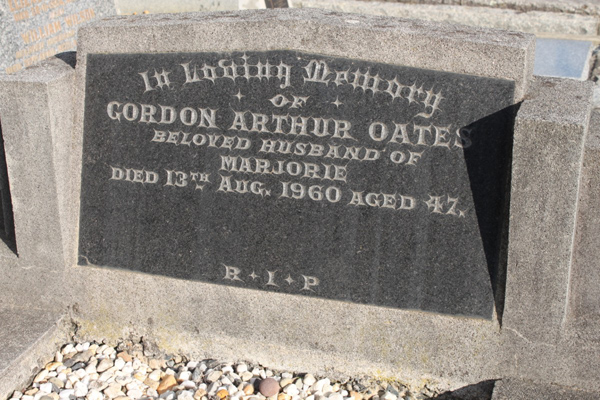 In Loving Memory
OF
GORDON ARTHUR OATES
BELOVED HUSBAND OF
MARJORIE
DIED 13TH AUG. 1960 AGED 47.
R · I · P